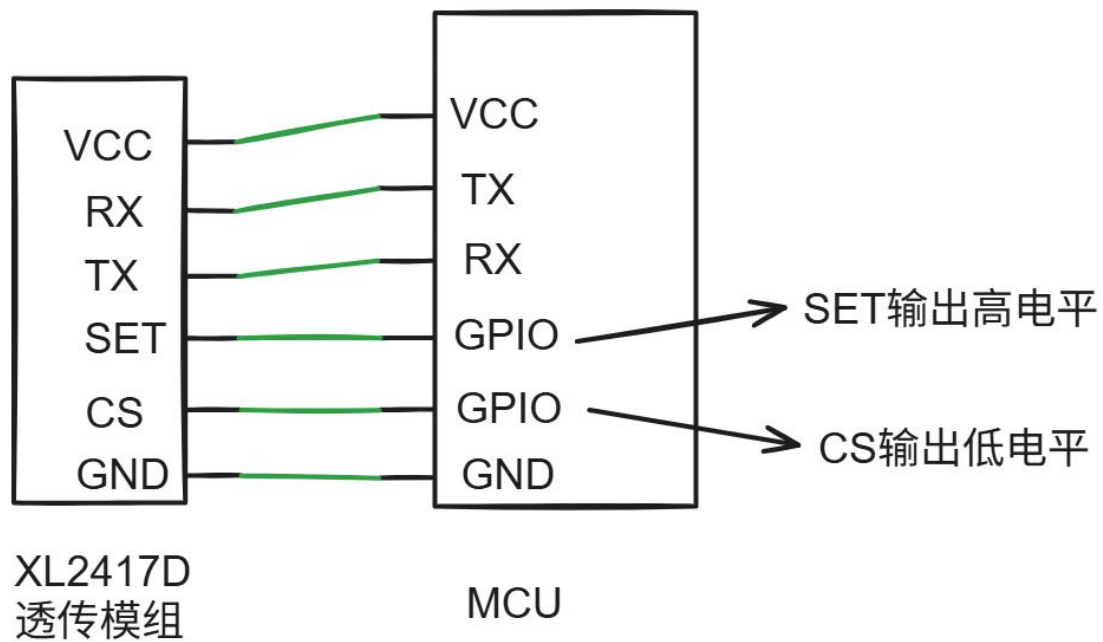 VCC
RX
TX
SET
CS
GND
XL2417D
透传模组
VCC
TX
RX
GPIO
GPIO
GND
MCU
SET输出高电平
CS输出低电平